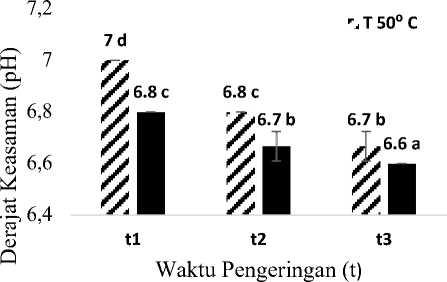 7,2
T 50° C
7
6,8
6,6
6,4
7 d
6.8 c
6.8 c
6.7 b
6.7 b
6.6 a
t1
t2
t3
Derajat Keasaman (pH)
Waktu Pengeringan (t)